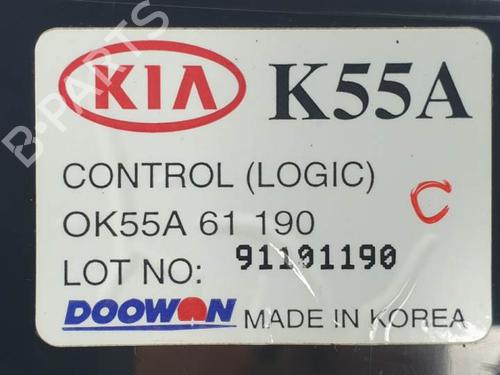 KIA K55A
CONTROL (LOGIC)
OK55A 61 190
C
LOT NO: 91101190
DOOWON MADE IN KOREA
B-PARTS